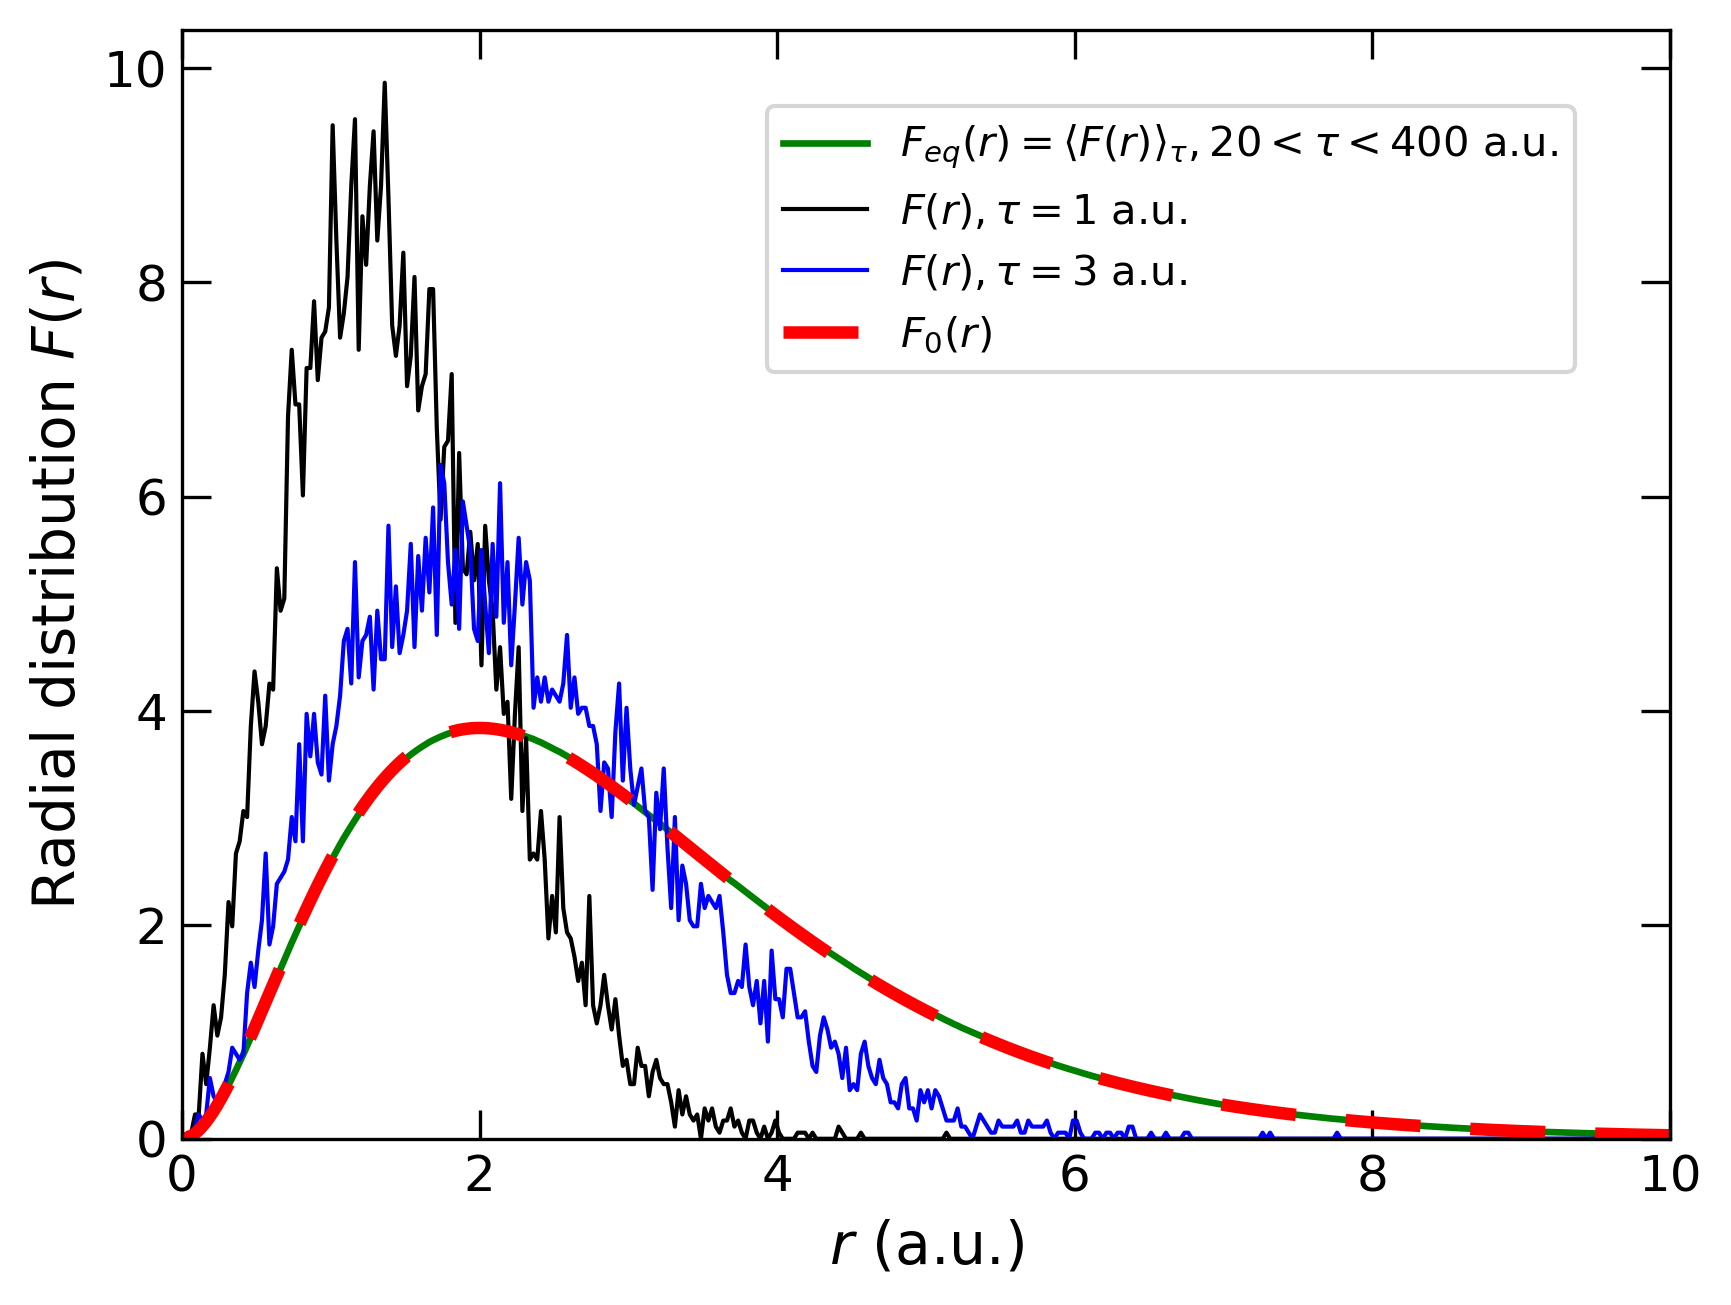 10
8
6
4
2
0
0 2 4 6 8 10
Radial distribution F(r)
r (a.u.)
F_{eq}(r) = ⟨F(r)⟩_τ, 20 < τ < 400 a.u.
F(r), τ = 1 a.u.
F(r), τ = 3 a.u.
F_0(r)